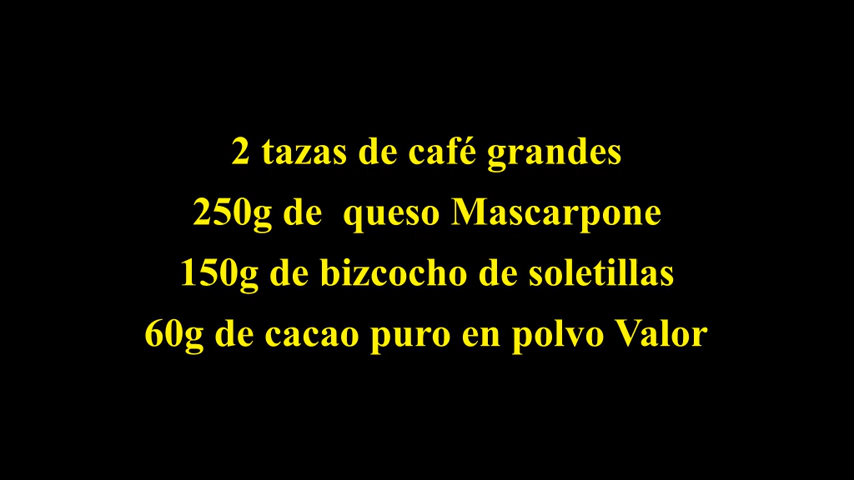 2 tazas de café grandes
250g de  queso Mascarpone
150g de bizcocho de soletillas
60g de cacao puro en polvo Valor